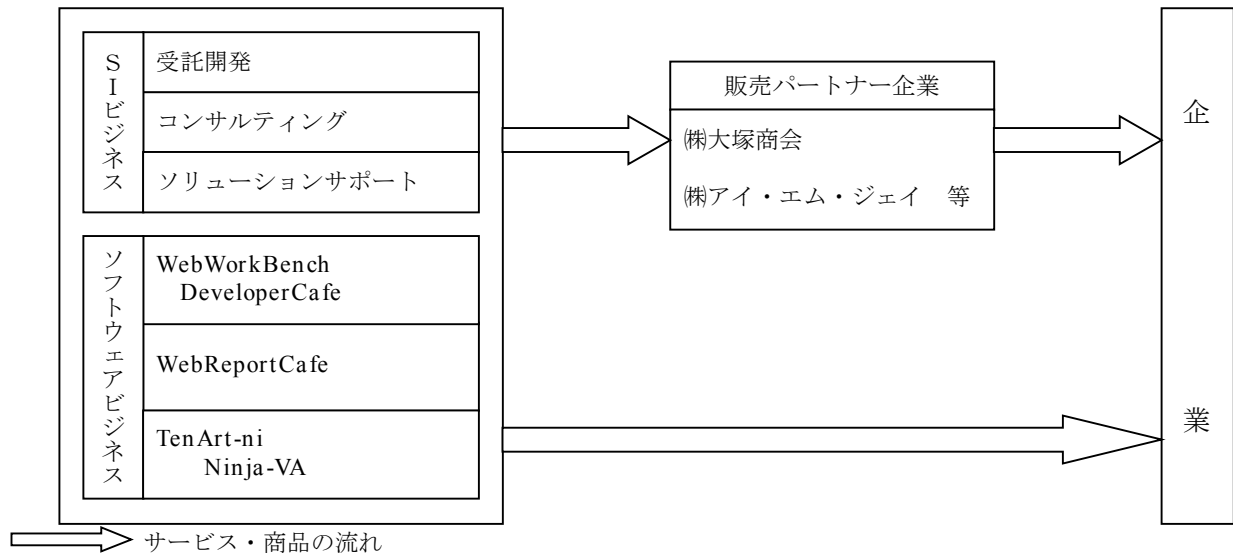 SIビジネス
受託開発
コンサルティング
ソリューションサポート
ソフトウェアビジネス
WebWorkBench
DeveloperCafe
WebReportCafe
TenArt-ni
Ninja-VA
販売パートナー企業
㈱大塚商会
㈱アイ・エム・ジェイ 等
企業
サービス・商品の流れ